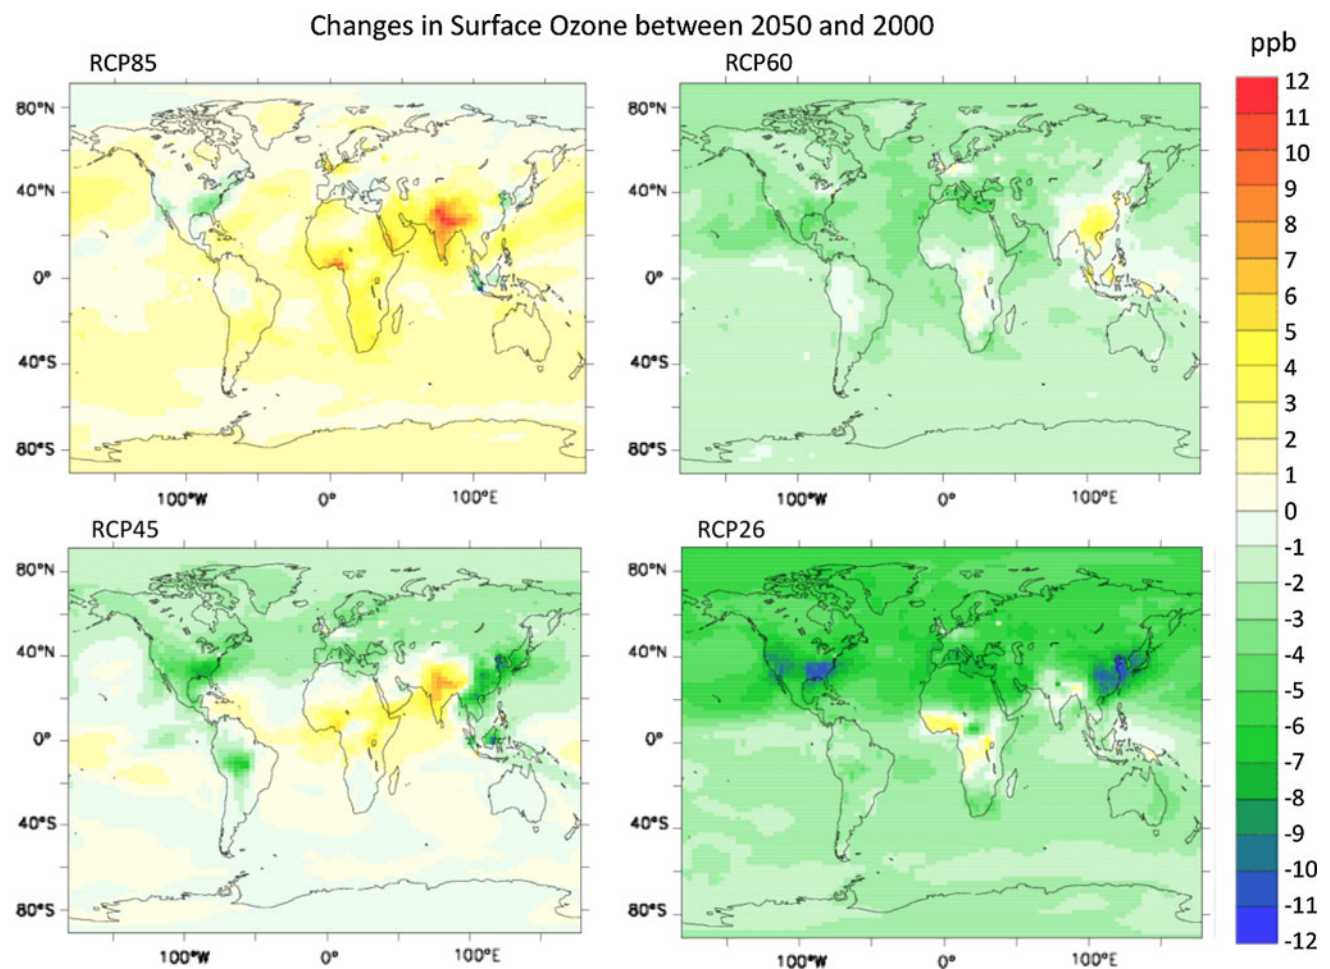 Changes in Surface Ozone between 2050 and 2000
ppb
RCP85
RCP60
80°N
40°N
0°
40°S
80°S
100°W 0° 100°E
80°N
40°N
0°
40°S
80°S
100°W 0° 100°E
RCP45
RCP26
80°N
40°N
0°
40°S
80°S
100°W 0° 100°E
80°N
40°N
0°
40°S
80°S
100°W 0° 100°E
12
11
10
9
8
7
6
5
4
3
2
1
0
-1
-2
-3
-4
-5
-6
-7
-8
-9
-10
-11
-12